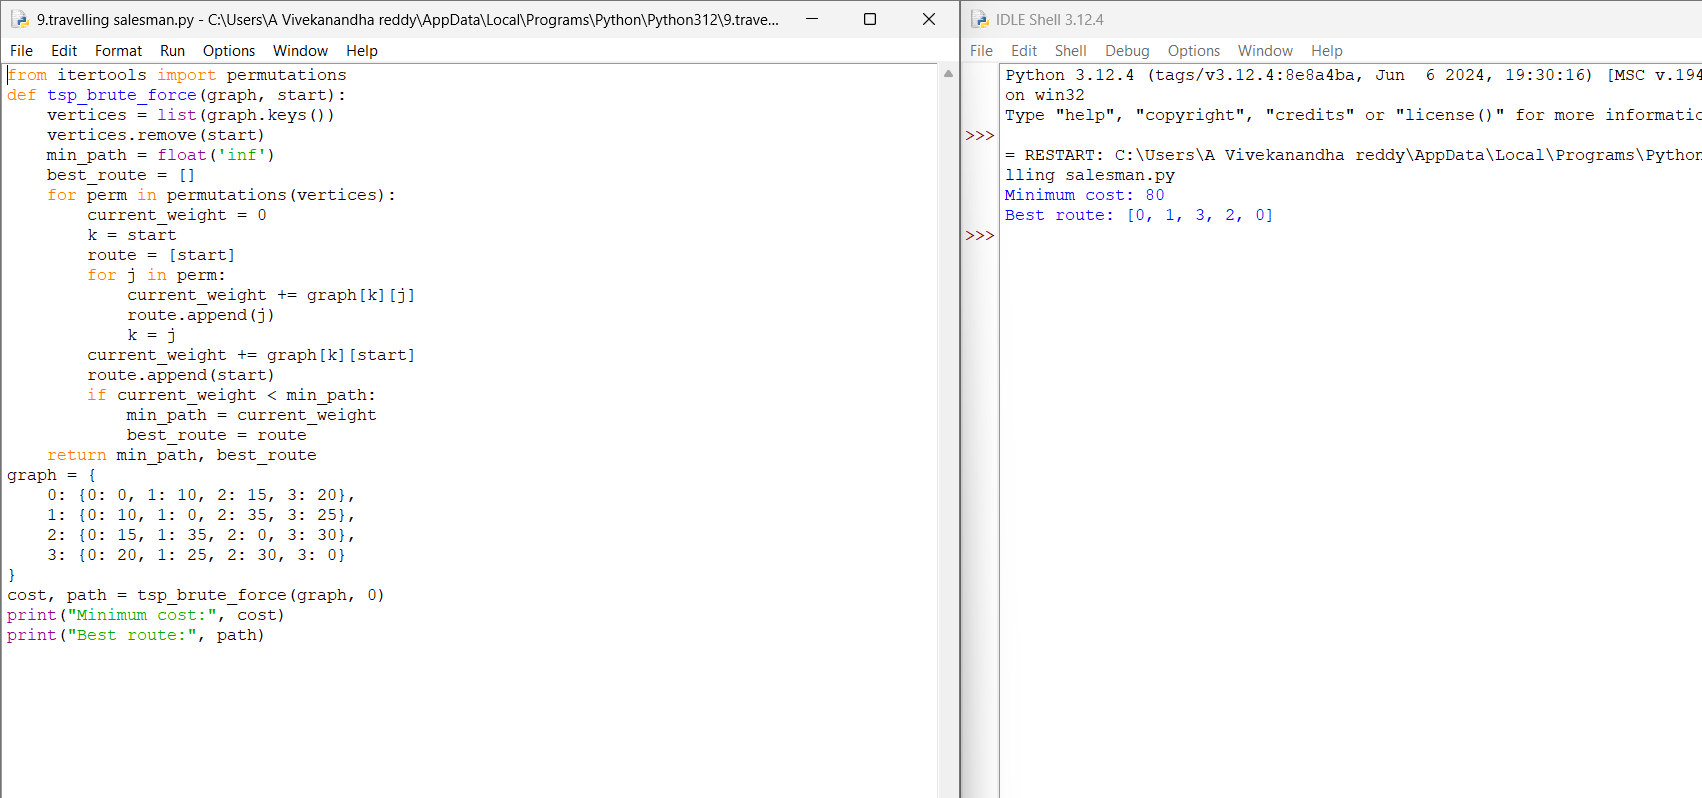 9.travelling salesman.py - C:\Users\A Vivekanandha reddy\AppData\Local\Programs\Python\Python312\9.trave...
File Edit Format Run Options Window Help
from itertools import permutations
def tsp_brute_force(graph, start):
    vertices = list(graph.keys())
    vertices.remove(start)
    min_path = float('inf')
    best_route = []
    for perm in permutations(vertices):
        current_weight = 0
        k = start
        route = [start]
        for j in perm:
            current_weight += graph[k][j]
            route.append(j)
            k = j
        current_weight += graph[k][start]
        route.append(start)
        if current_weight < min_path:
            min_path = current_weight
            best_route = route
    return min_path, best_route
graph = {
    0: {0: 0, 1: 10, 2: 15, 3: 20},
    1: {0: 10, 1: 0, 2: 35, 3: 25},
    2: {0: 15, 1: 35, 2: 0, 3: 30},
    3: {0: 20, 1: 25, 2: 30, 3: 0}
}
cost, path = tsp_brute_force(graph, 0)
print("Minimum cost:", cost)
print("Best route:", path)
IDLE Shell 3.12.4
File Edit Shell Debug Options Window Help
Python 3.12.4 (tags/v3.12.4:8e8a4ba, Jun  6 2024, 19:30:16) [MSC v.194
on win32
Type "help", "copyright", "credits" or "license()" for more informatio
>>>
= RESTART: C:\Users\A Vivekanandha reddy\AppData\Local\Programs\Python
lling salesman.py
Minimum cost: 80
Best route: [0, 1, 3, 2, 0]
>>>